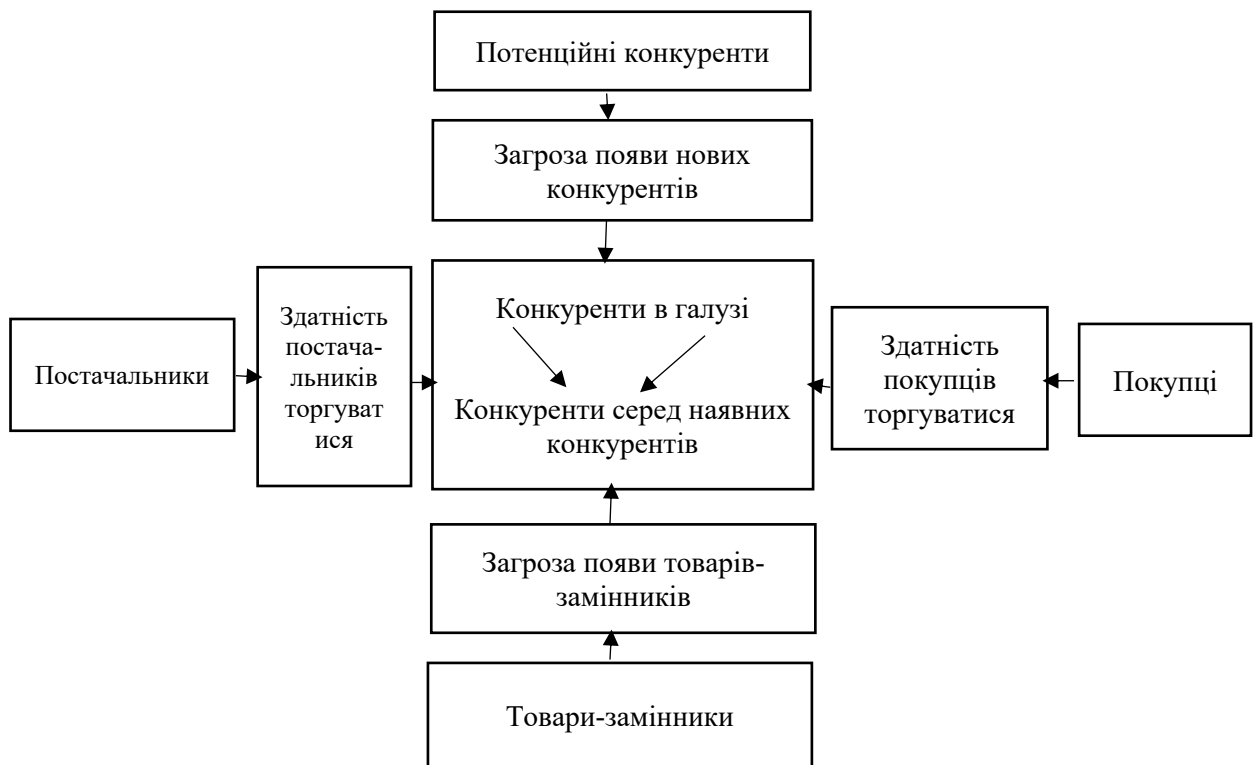 Потенційні конкуренти
Загроза появи нових
конкурентів
Постачальники
Здатність
постача-
льників
торгуват
ися
Конкуренти в галузі
Конкуренти серед наявних
конкурентів
Здатність
покупців
торгуватися
Покупці
Загроза появи товарів-
замінників
Товари-замінники